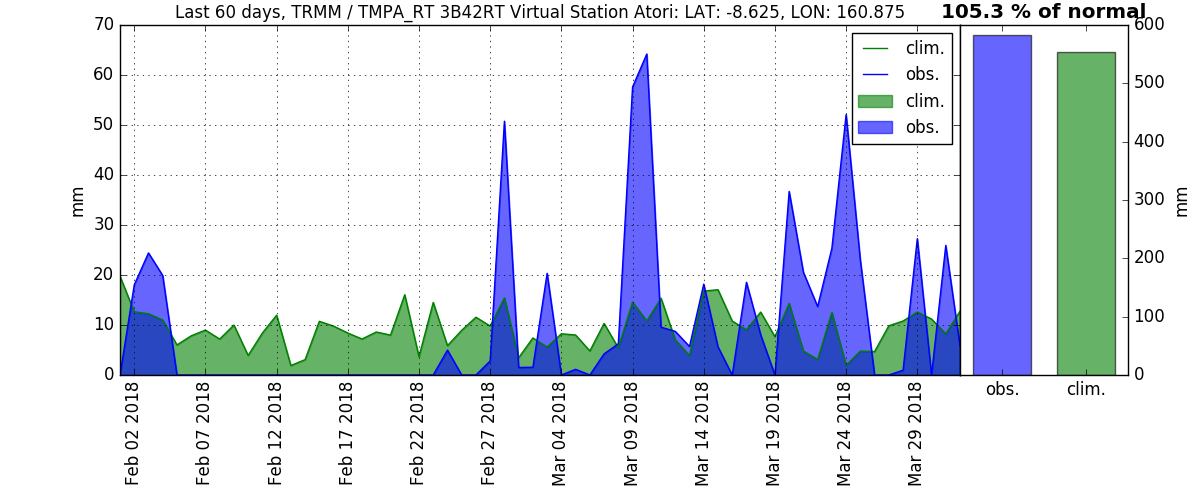 Last 60 days, TRMM / TMPA_RT 3B42RT Virtual Station Atori: LAT: -8.625, LON: 160.875
105.3 % of normal
70
60
50
40
30
20
10
0
mm
clim.
obs.
clim.
obs.
600
500
400
300
200
100
0
mm
Feb 02 2018
Feb 07 2018
Feb 12 2018
Feb 17 2018
Feb 22 2018
Feb 27 2018
Mar 04 2018
Mar 09 2018
Mar 14 2018
Mar 19 2018
Mar 24 2018
Mar 29 2018
obs.
clim.